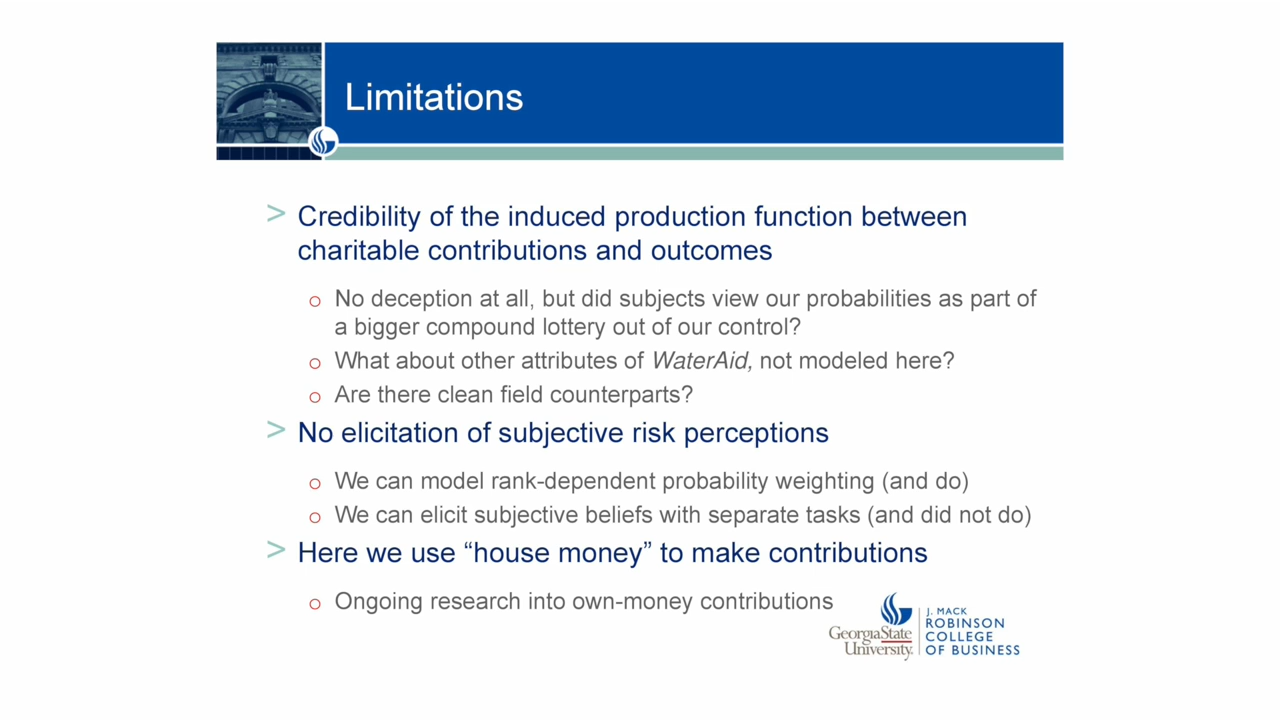 Limitations
> Credibility of the induced production function between
charitable contributions and outcomes
o No deception at all, but did subjects view our probabilities as part of
a bigger compound lottery out of our control?
o What about other attributes of WaterAid, not modeled here?
o Are there clean field counterparts?
> No elicitation of subjective risk perceptions
o We can model rank-dependent probability weighting (and do)
o We can elicit subjective beliefs with separate tasks (and did not do)
> Here we use “house money” to make contributions
o Ongoing research into own-money contributions
GeorgiaState
University.
J. MACK
ROBINSON
COLLEGE
OF BUSINESS